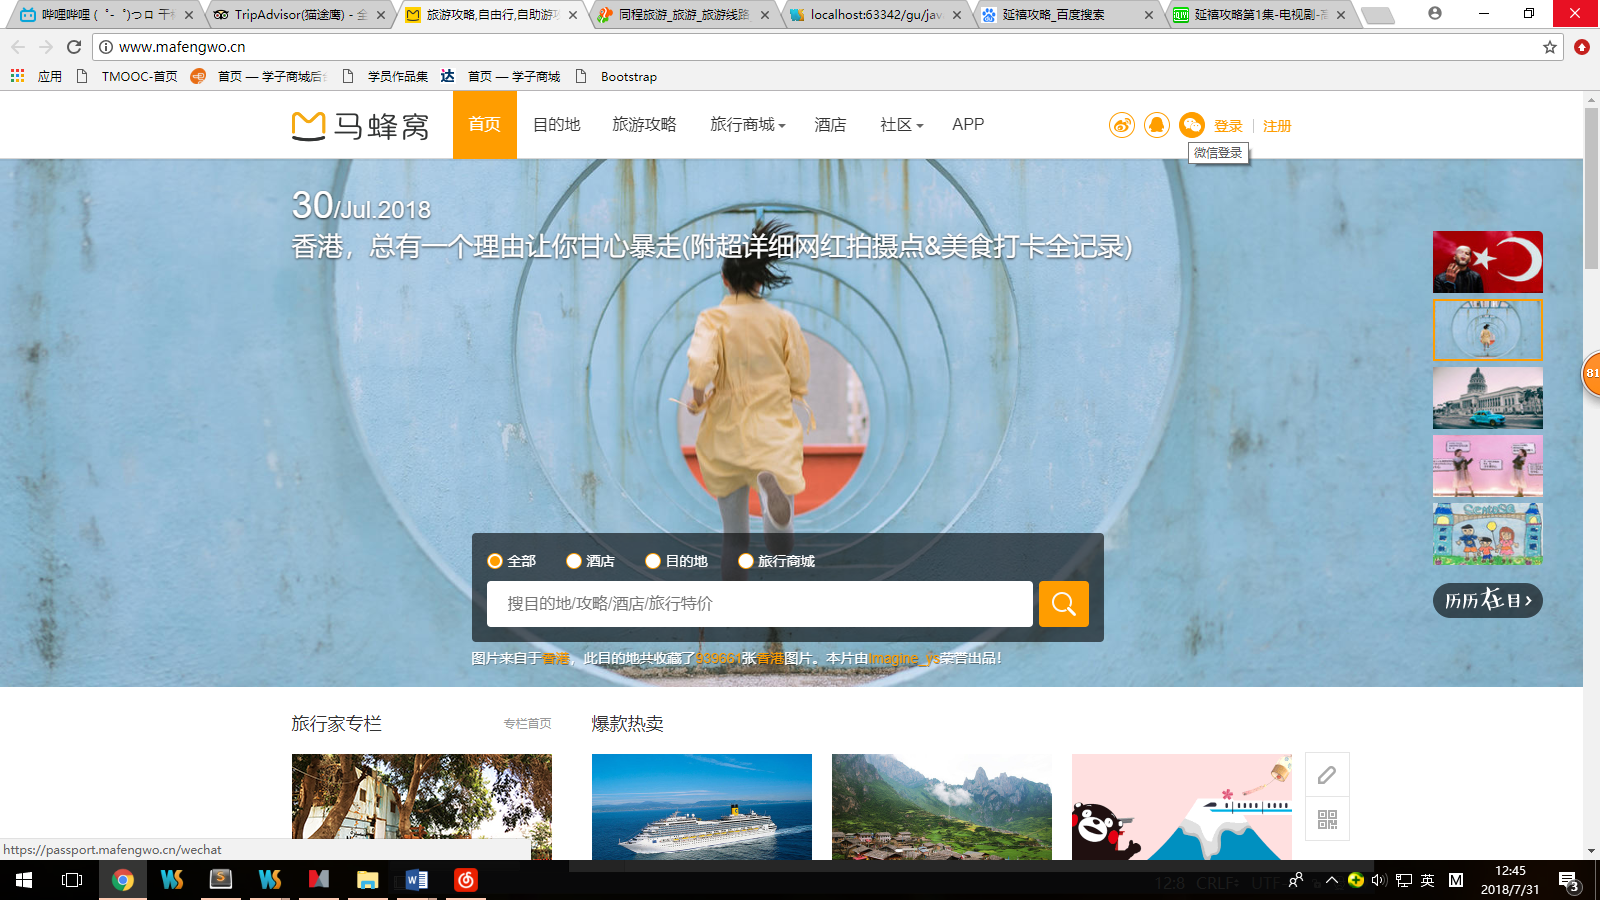 哔哩哔哩 ( ゜- ゜)つロ 干杯
TripAdvisor(猫途鹰) - 全
旅游攻略,自由行,自助游攻
同程旅游_旅游_旅游线路
localhost:63342/gu/jav
延禧攻略_百度搜索
延禧攻略第1集-电视剧-高
www.mafengwo.cn
应用
TMOOC-首页
首页 — 学子商城后台
学员作品集
首页 — 学子商城
Bootstrap
马蜂窝
首页
目的地
旅游攻略
旅行商城
酒店
社区
APP
登录
注册
微信登录
30/Jul.2018
香港，总有一个理由让你甘心暴走(附超详细网红拍摄点&美食打卡全记录)
81
全部
酒店
目的地
旅行商城
搜目的地/攻略/酒店/旅行特价
历历在目
图片来自于香港，此目的地共收藏了939661张香港图片。本片由Imagine_ys荣誉出品！
旅行家专栏
专栏首页
爆款热卖
https://passport.mafengwo.cn/wechat
12:8 CRLF: UTF-
英
M
12:45
2018/7/31
3